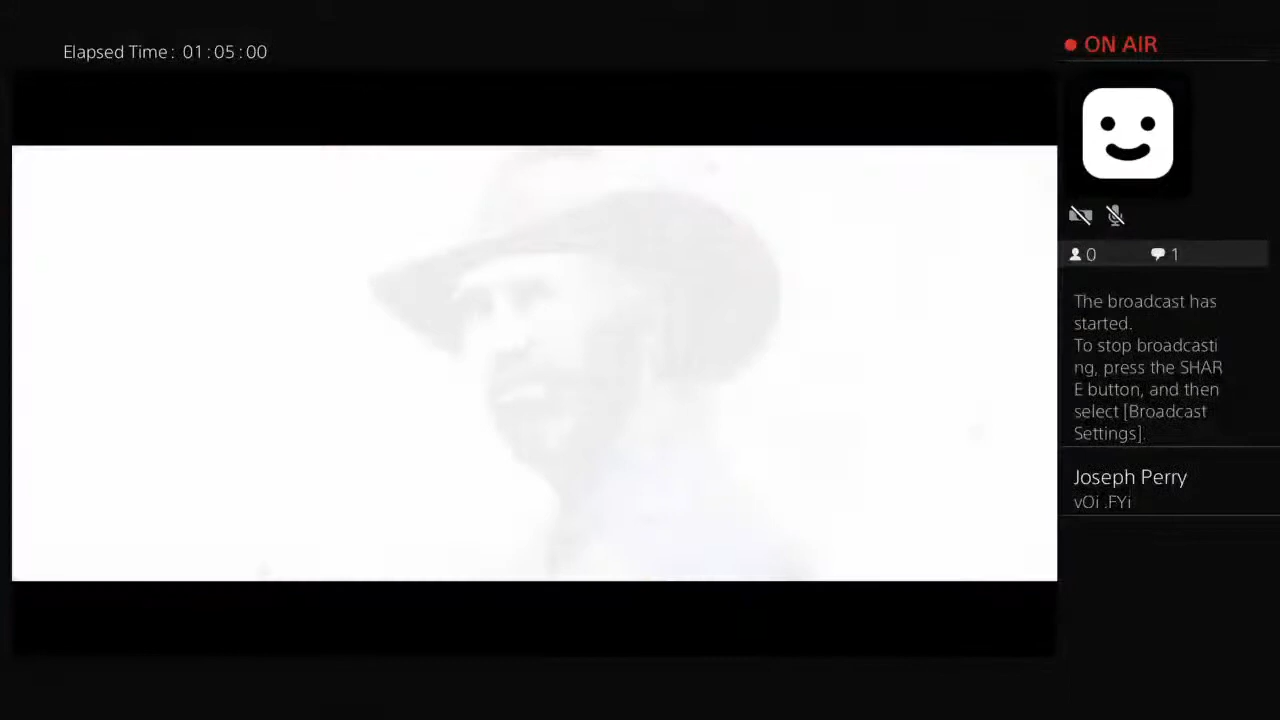 Elapsed Time: 01:05:00
ON AIR
0 1
The broadcast has
started.
To stop broadcasti
ng, press the SHAR
E button, and then
select [Broadcast
Settings].
Joseph Perry
vOi .FYi